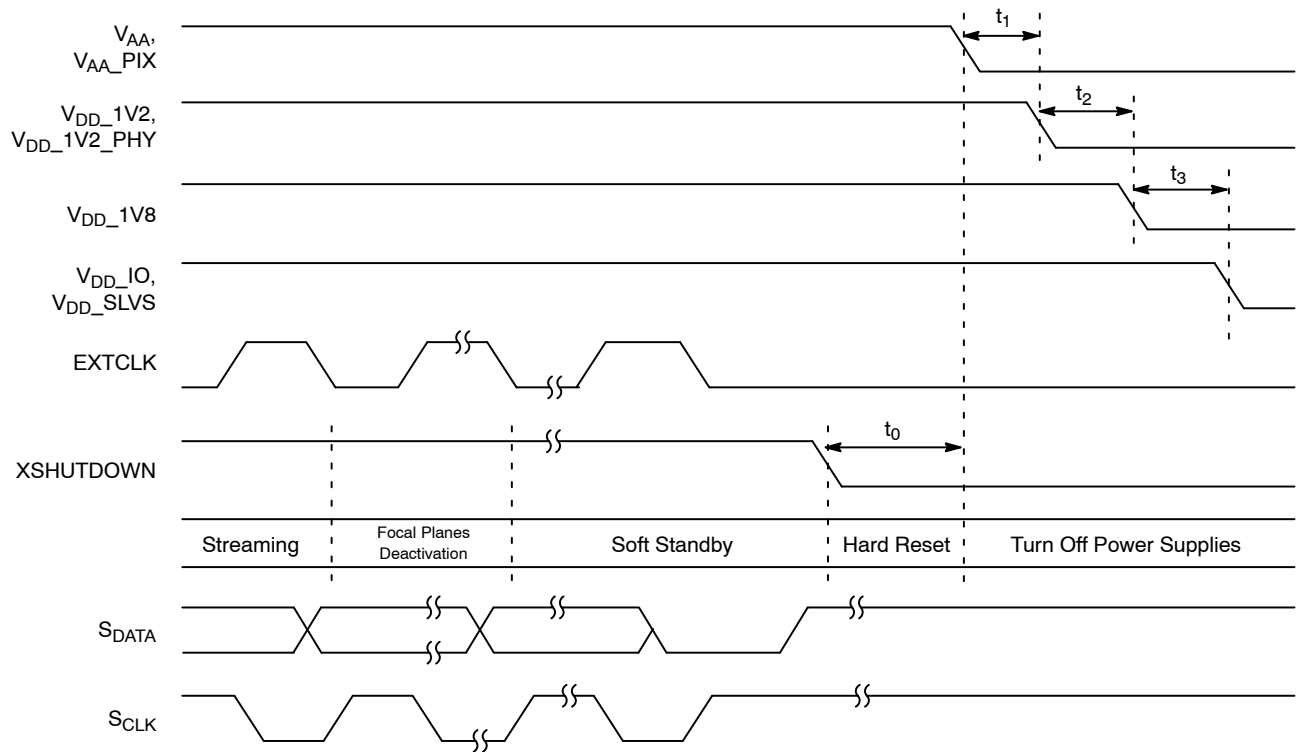 V_AA,
V_AA_PIX
t_1
V_DD_1V2,
V_DD_1V2_PHY
t_2
V_DD_1V8
t_3
V_DD_IO,
V_DD_SLVS
EXTCLK
XSHUTDOWN
t_0
Streaming
Focal Planes
Deactivation
Soft Standby
Hard Reset
Turn Off Power Supplies
S_DATA
S_CLK